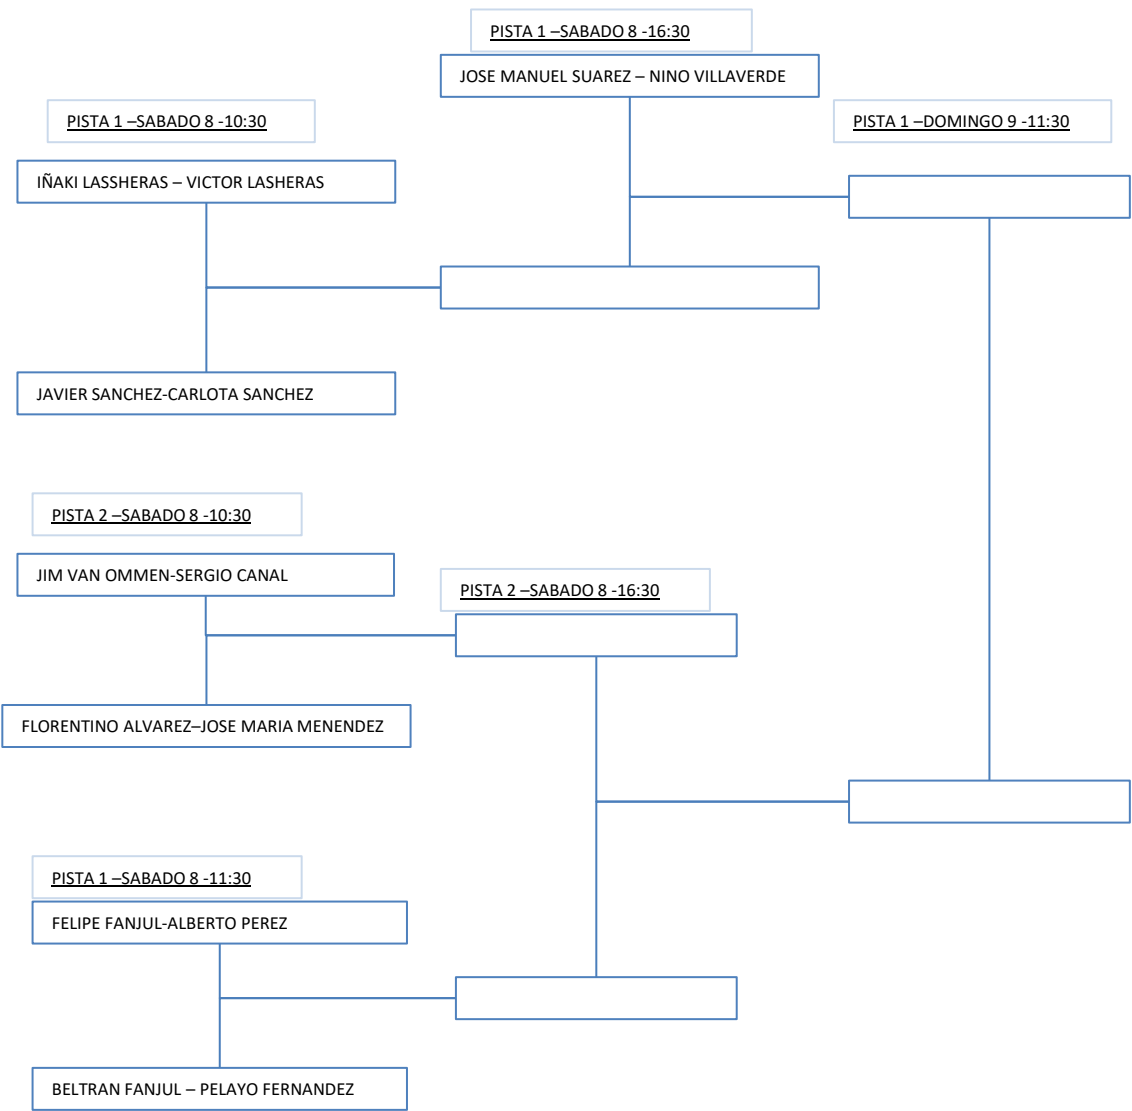 PISTA 1 –SABADO 8 -16:30
JOSE MANUEL SUAREZ – NINO VILLAVERDE
PISTA 1 –SABADO 8 -10:30
PISTA 1 –DOMINGO 9 -11:30
IÑAKI LASSHERAS – VICTOR LASHERAS
JAVIER SANCHEZ-CARLOTA SANCHEZ
PISTA 2 –SABADO 8 -10:30
JIM VAN OMMEN-SERGIO CANAL
PISTA 2 –SABADO 8 -16:30
FLORENTINO ALVAREZ–JOSE MARIA MENENDEZ
PISTA 1 –SABADO 8 -11:30
FELIPE FANJUL-ALBERTO PEREZ
BELTRAN FANJUL – PELAYO FERNANDEZ